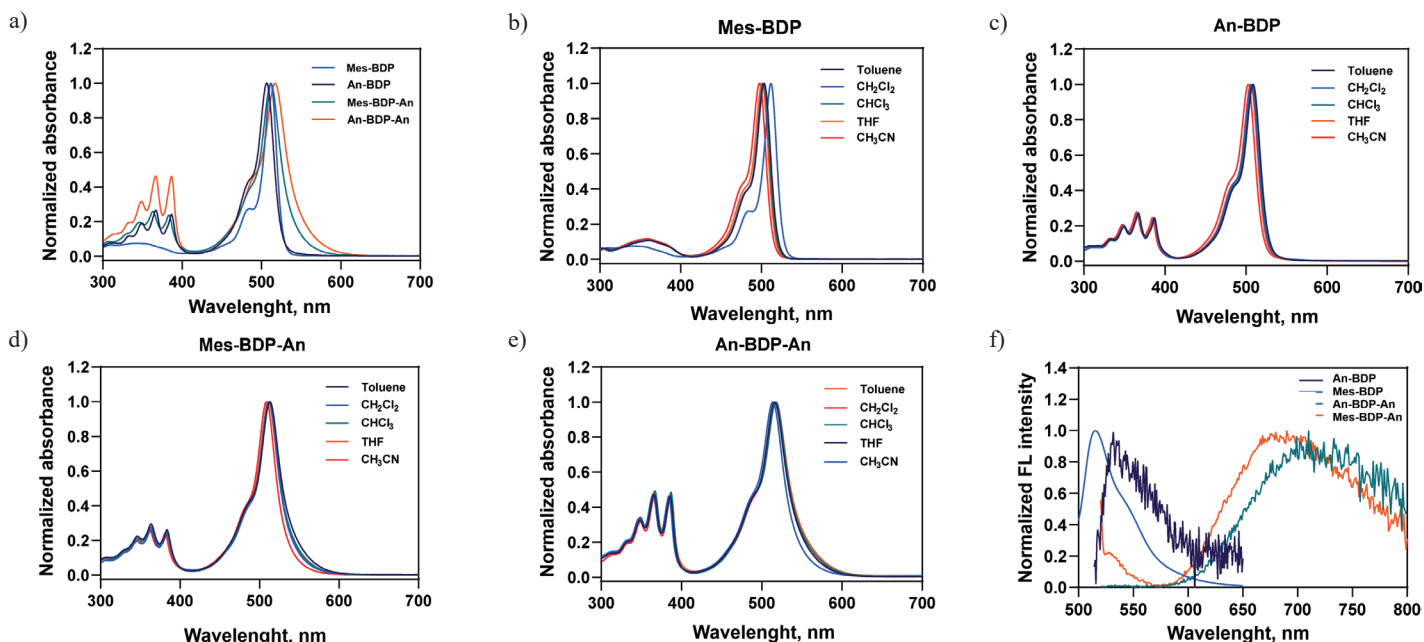 a)
Normalized absorbance
1.2
1.0
0.8
0.6
0.4
0.2
0.0
300 400 500 600 700
Wavelenght, nm
Mes-BDP
An-BDP
Mes-BDP-An
An-BDP-An
b)
Mes-BDP
Normalized absorbance
1.2
1.0
0.8
0.6
0.4
0.2
0.0
300 400 500 600 700
Wavelenght, nm
Toluene
CH₂Cl₂
CHCl₃
THF
CH₃CN
c)
An-BDP
Normalized absorbance
1.2
1.0
0.8
0.6
0.4
0.2
0.0
300 400 500 600 700
Wavelenght, nm
Toluene
CH₂Cl₂
CHCl₃
THF
CH₃CN
d)
Mes-BDP-An
Normalized absorbance
1.2
1.0
0.8
0.6
0.4
0.2
0.0
300 400 500 600 700
Wavelenght, nm
Toluene
CH₂Cl₂
CHCl₃
THF
CH₃CN
e)
An-BDP-An
Normalized absorbance
1.2
1.0
0.8
0.6
0.4
0.2
0.0
300 400 500 600 700
Wavelenght, nm
Toluene
CH₂Cl₂
CHCl₃
THF
CH₃CN
f)
Normalized FL intensity
1.4
1.2
1.0
0.8
0.6
0.4
0.2
0.0
500 550 600 650 700 750 800
Wavelenght, nm
An-BDP
Mes-BDP
An-BDP-An
Mes-BDP-An